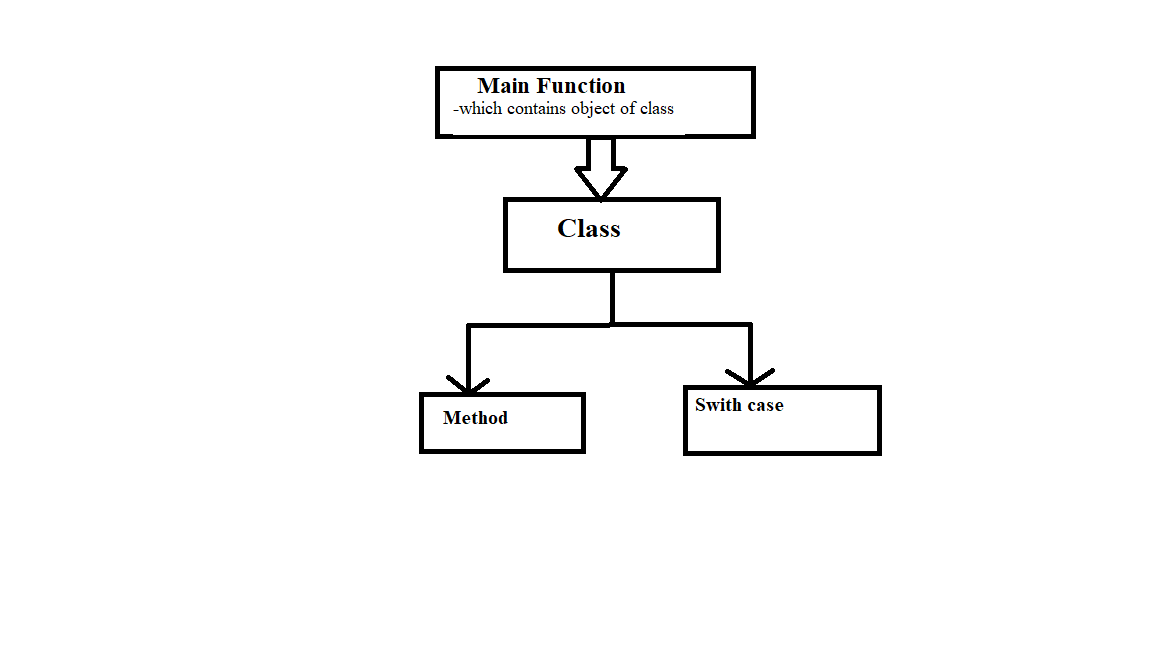 Main Function
-which contains object of class
Class
Method
Swith case